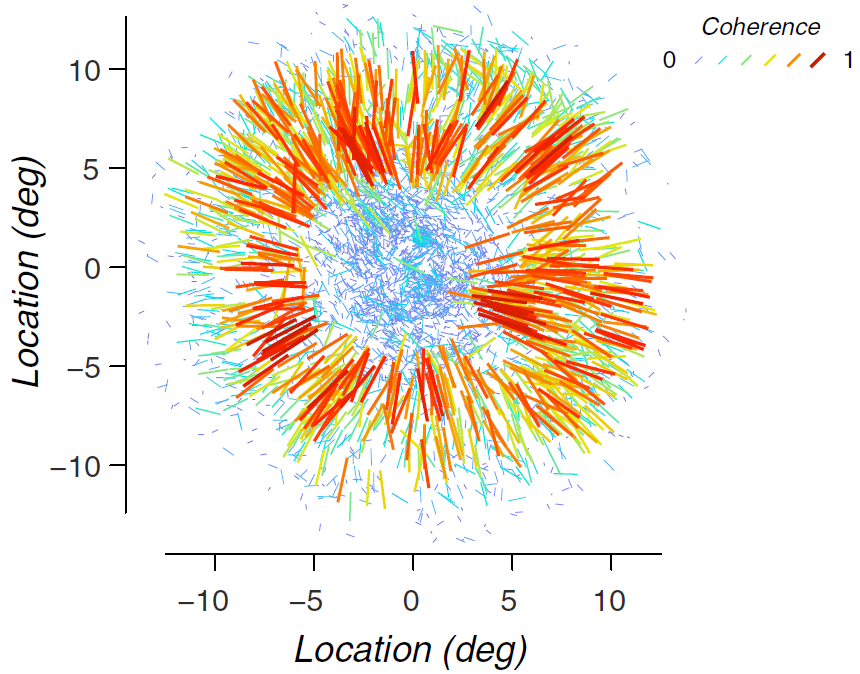 Coherence
0 1
10
5
0
−5
−10
Location (deg)
−10 −5 0 5 10
Location (deg)